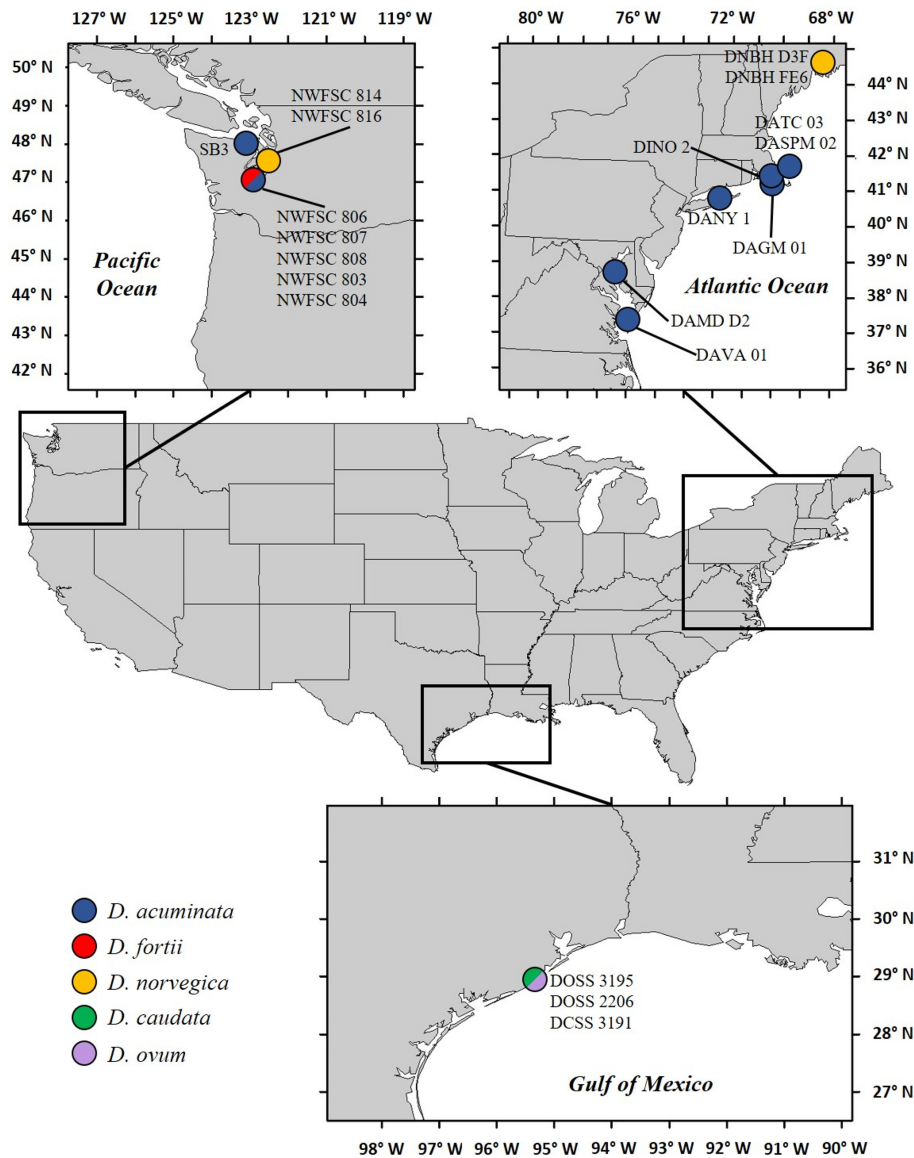 127° W 125° W 123° W 121° W 119° W
50° N
49° N
48° N
47° N
46° N
45° N
44° N
43° N
42° N
NWFSC 814
NWFSC 816
SB3
NWFSC 806
NWFSC 807
NWFSC 808
NWFSC 803
NWFSC 804
Pacific
Ocean
80° W 76° W 72° W 68° W
44° N
43° N
42° N
41° N
40° N
39° N
38° N
37° N
36° N
DNBH D3F
DNBH FE6
DATC 03
DASPM 02
DINO 2
DANY 1
DAGM 01
Atlantic Ocean
DAMD D2
DAVA 01
D. acuminata
D. fortii
D. norvegica
D. caudata
D. ovum
31° N
30° N
29° N
28° N
27° N
DOSS 3195
DOSS 2206
DCSS 3191
Gulf of Mexico
98° W 97° W 96° W 95° W 94° W 93° W 92° W 91° W 90° W